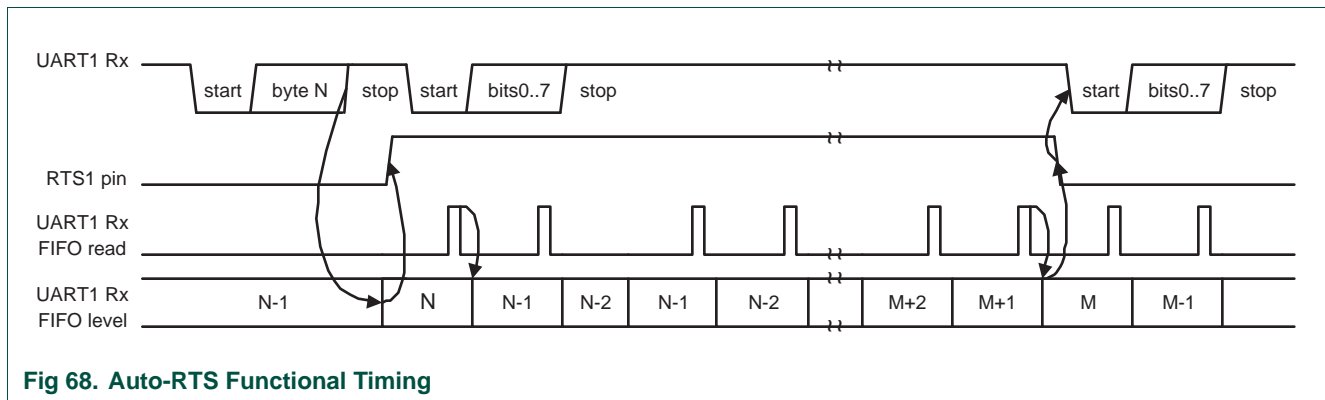 UART1 Rx
start byte N stop start bits0..7 stop start bits0..7 stop
RTS1 pin
UART1 Rx
FIFO read
UART1 Rx
FIFO level
N-1 N N-1 N-2 N-1 N-2 M+2 M+1 M M-1
Fig 68. Auto-RTS Functional Timing